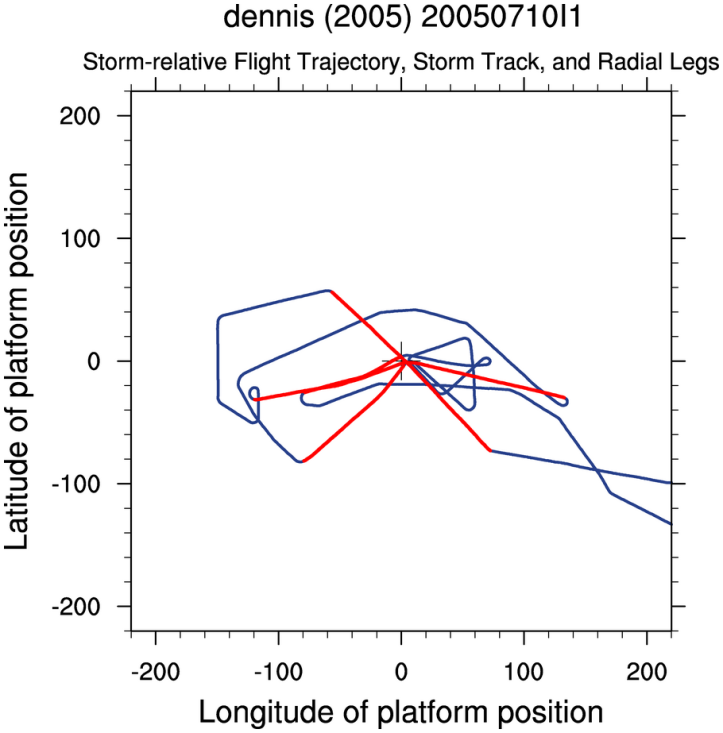 dennis (2005) 20050710I1
Storm-relative Flight Trajectory, Storm Track, and Radial Legs
Latitude of platform position
200
100
0
-100
-200
-200 -100 0 100 200
Longitude of platform position